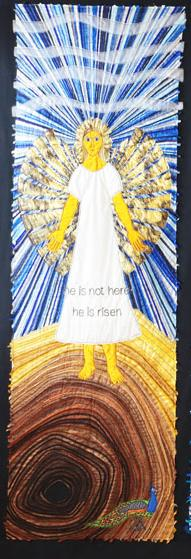 he is not here
he is risen